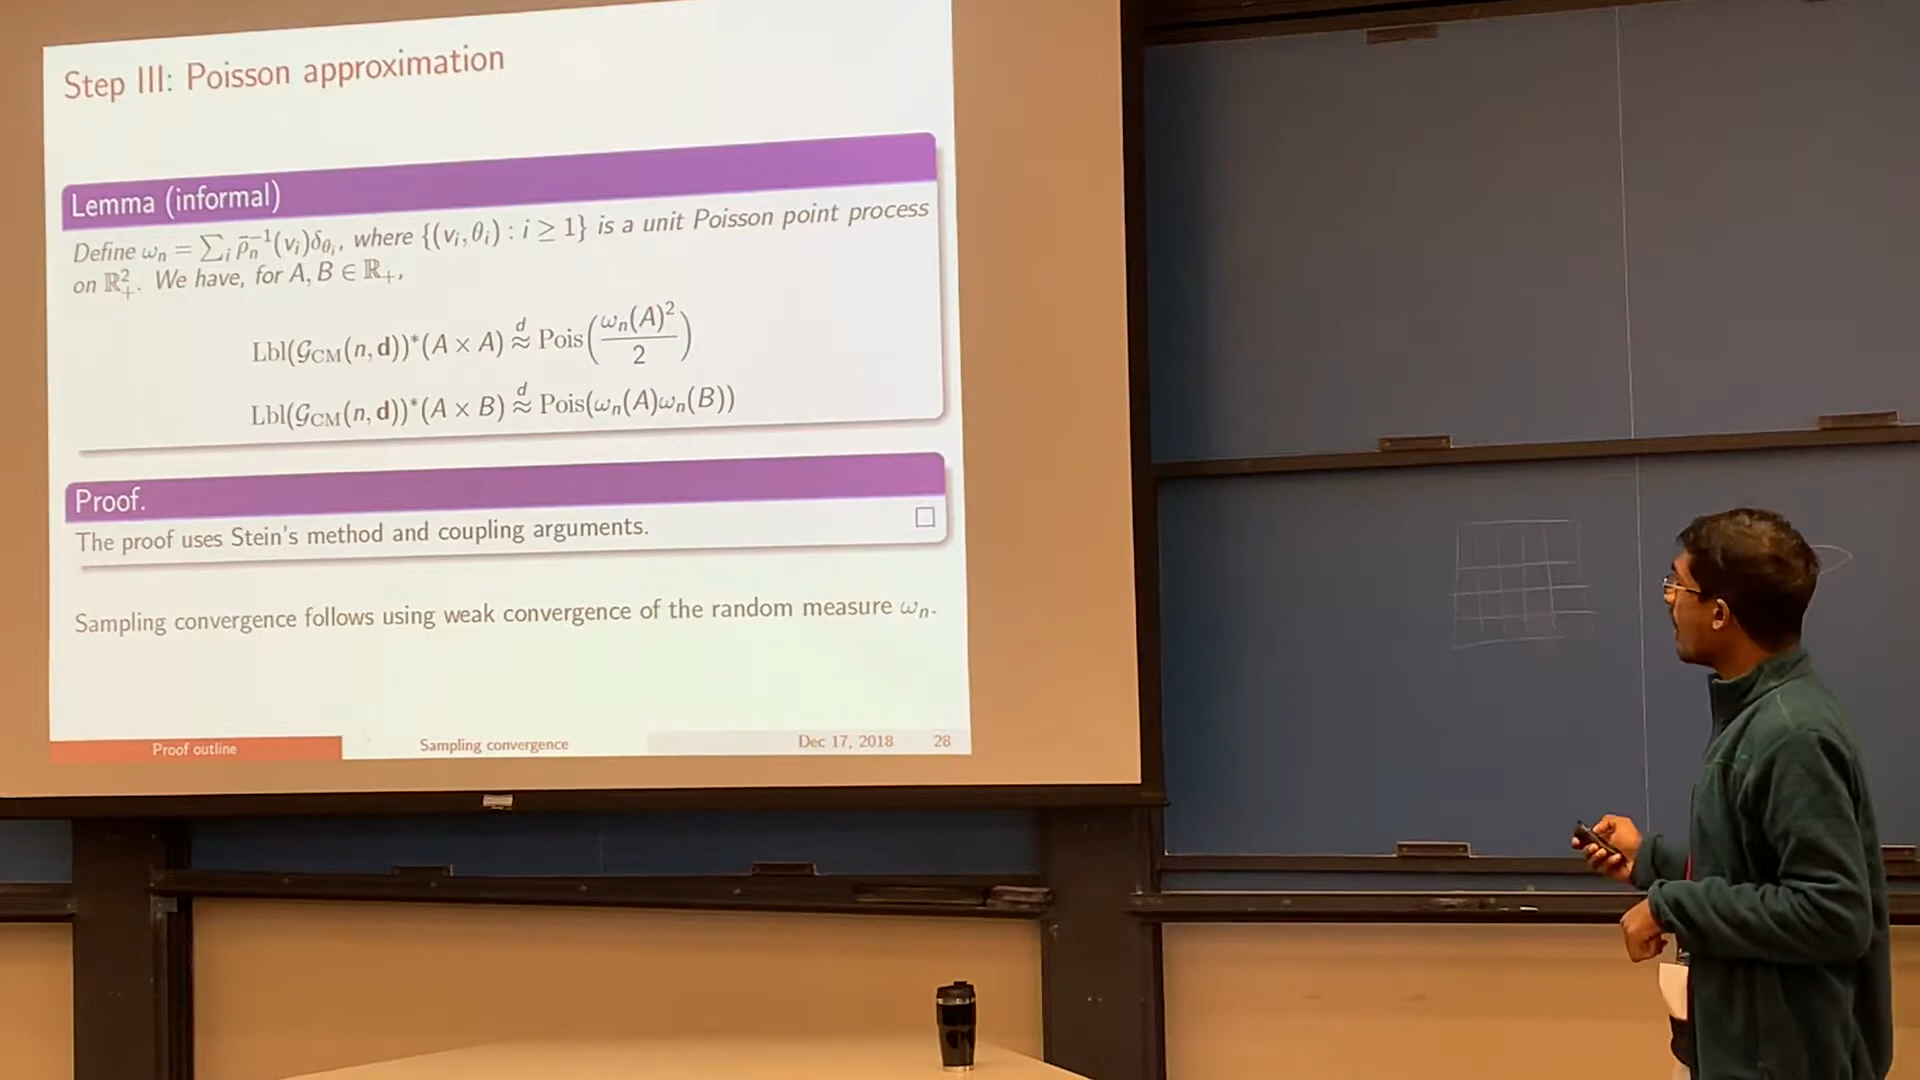 Step III: Poisson approximation
Lemma (informal)
Define ωₙ = ∑ᵢ ρ̄ₙ⁻¹(vᵢ)δ_θᵢ, where {(vᵢ, θᵢ) : i ≥ 1} is a unit Poisson point process
on ℝ₊². We have, for A, B ∈ ℝ₊,
Lbl(𝒢_CM(n, d))*(A × A) ≈ᵈ Pois(ωₙ(A)²/2)
Lbl(𝒢_CM(n, d))*(A × B) ≈ᵈ Pois(ωₙ(A)ωₙ(B))
Proof.
The proof uses Stein's method and coupling arguments. □
Sampling convergence follows using weak convergence of the random measure ωₙ.
Proof outline Sampling convergence Dec 17, 2018 28